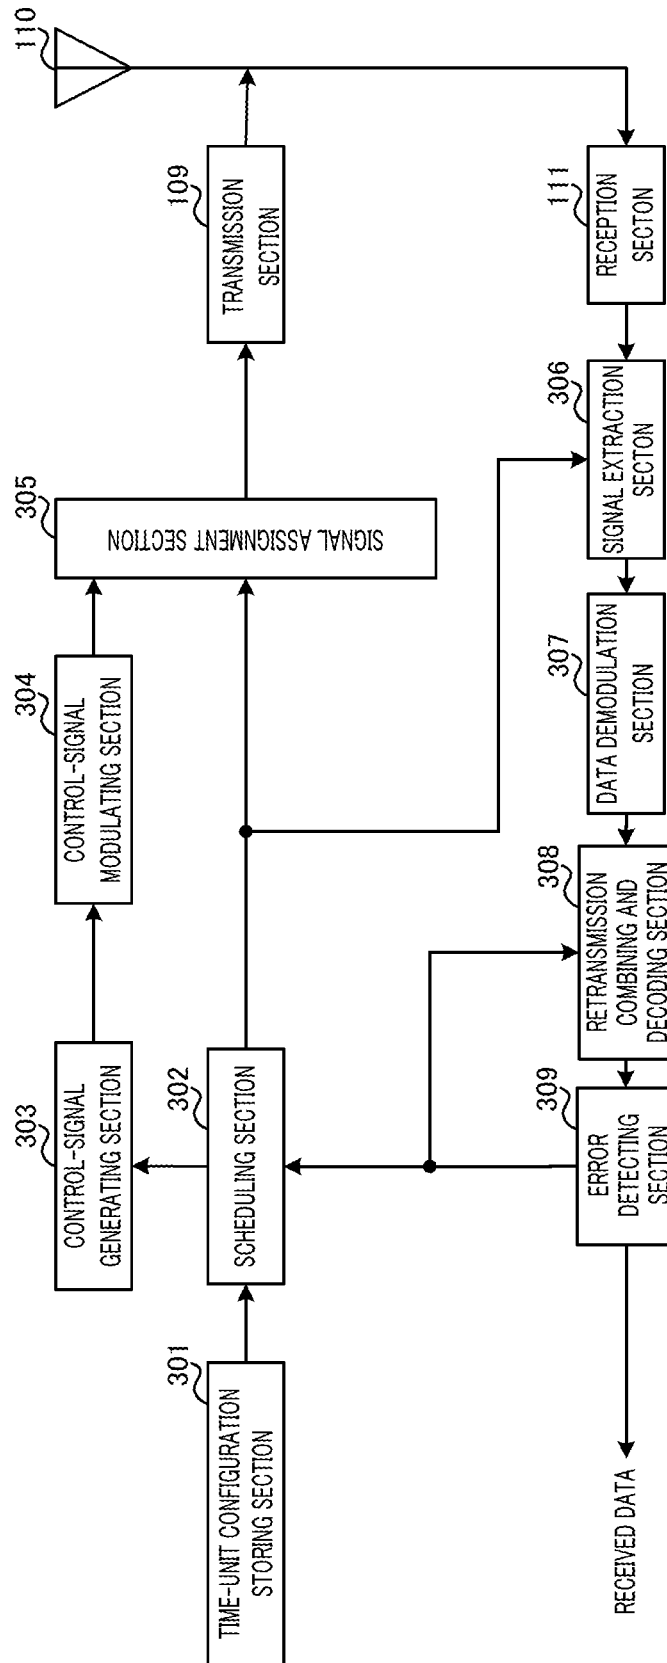 301
TIME-UNIT CONFIGURATION
STORING SECTION
302
SCHEDULING SECTION
303
CONTROL-SIGNAL
GENERATING SECTION
304
CONTROL-SIGNAL
MODULATING SECTION
305
SIGNAL ASSIGNMENT SECTION
109
TRANSMISSION
SECTION
110
RECEIVED DATA
309
ERROR
DETECTING
SECTION
308
RETRANSMISSION
COMBINING AND
DECODING SECTION
307
DATA DEMODULATION
SECTION
306
SIGNAL EXTRACTION
SECTON
111
RECEPTION
SECTON